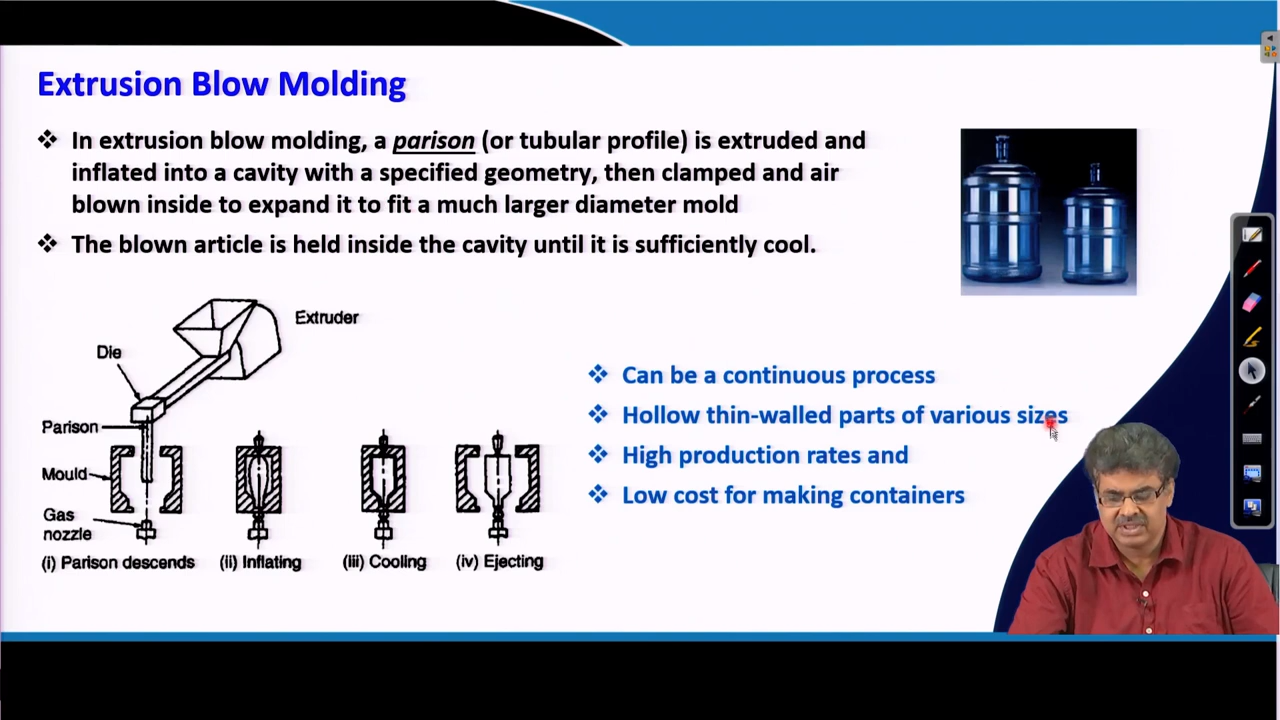 Extrusion Blow Molding
❖ In extrusion blow molding, a parison (or tubular profile) is extruded and
inflated into a cavity with a specified geometry, then clamped and air
blown inside to expand it to fit a much larger diameter mold
❖ The blown article is held inside the cavity until it is sufficiently cool.
Extruder
Die
Parison
Mould
Gas
nozzle
(i) Parison descends
(ii) Inflating
(iii) Cooling
(iv) Ejecting
❖ Can be a continuous process
❖ Hollow thin-walled parts of various sizes
❖ High production rates and
❖ Low cost for making containers